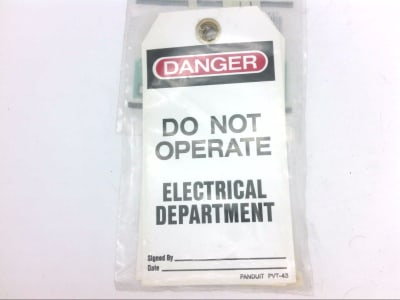 DANGER
DO NOT
OPERATE
ELECTRICAL
DEPARTMENT
Signed By
Date
PANDUIT PVT-43